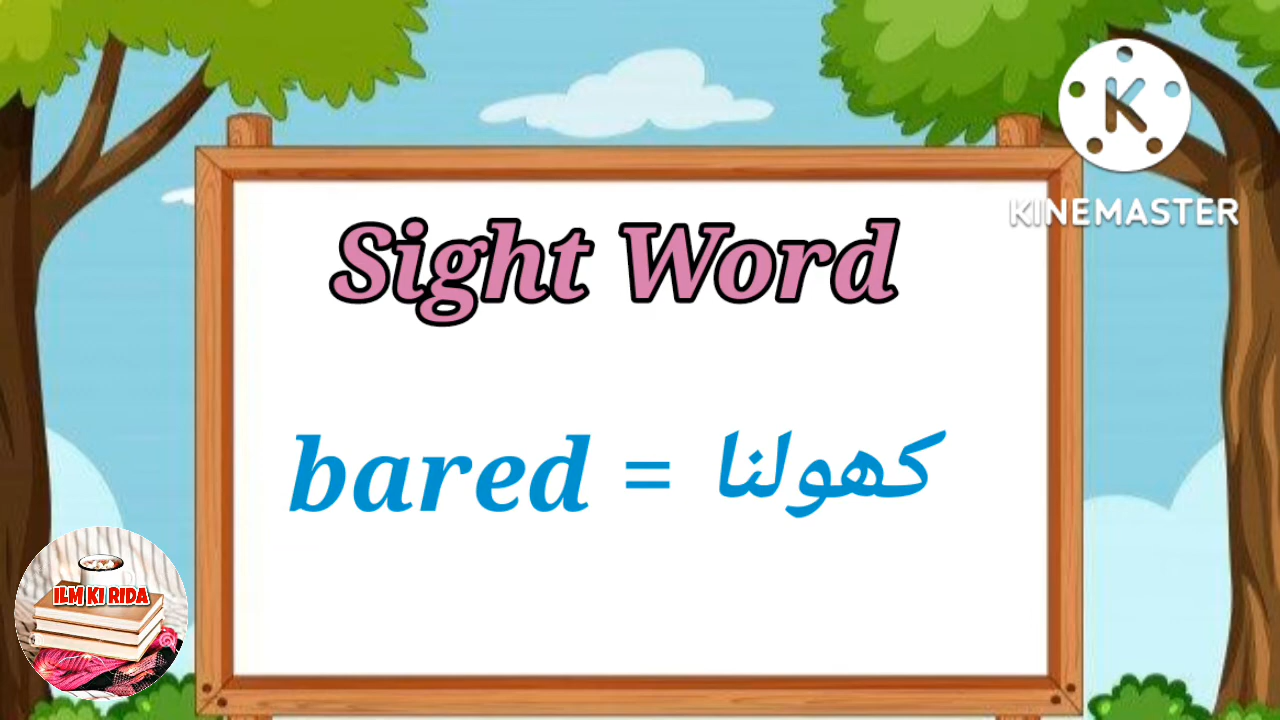 KINEMASTER
Sight Word
bared = کھولنا
ILM KI RIDA